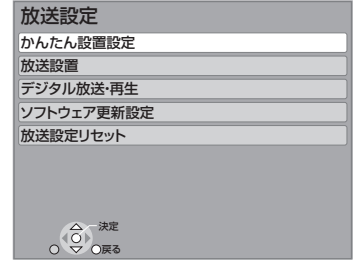 放送設定
かんたん設置設定
放送設置
デジタル放送・再生
ソフトウェア更新設定
放送設定リセット
決定
戻る